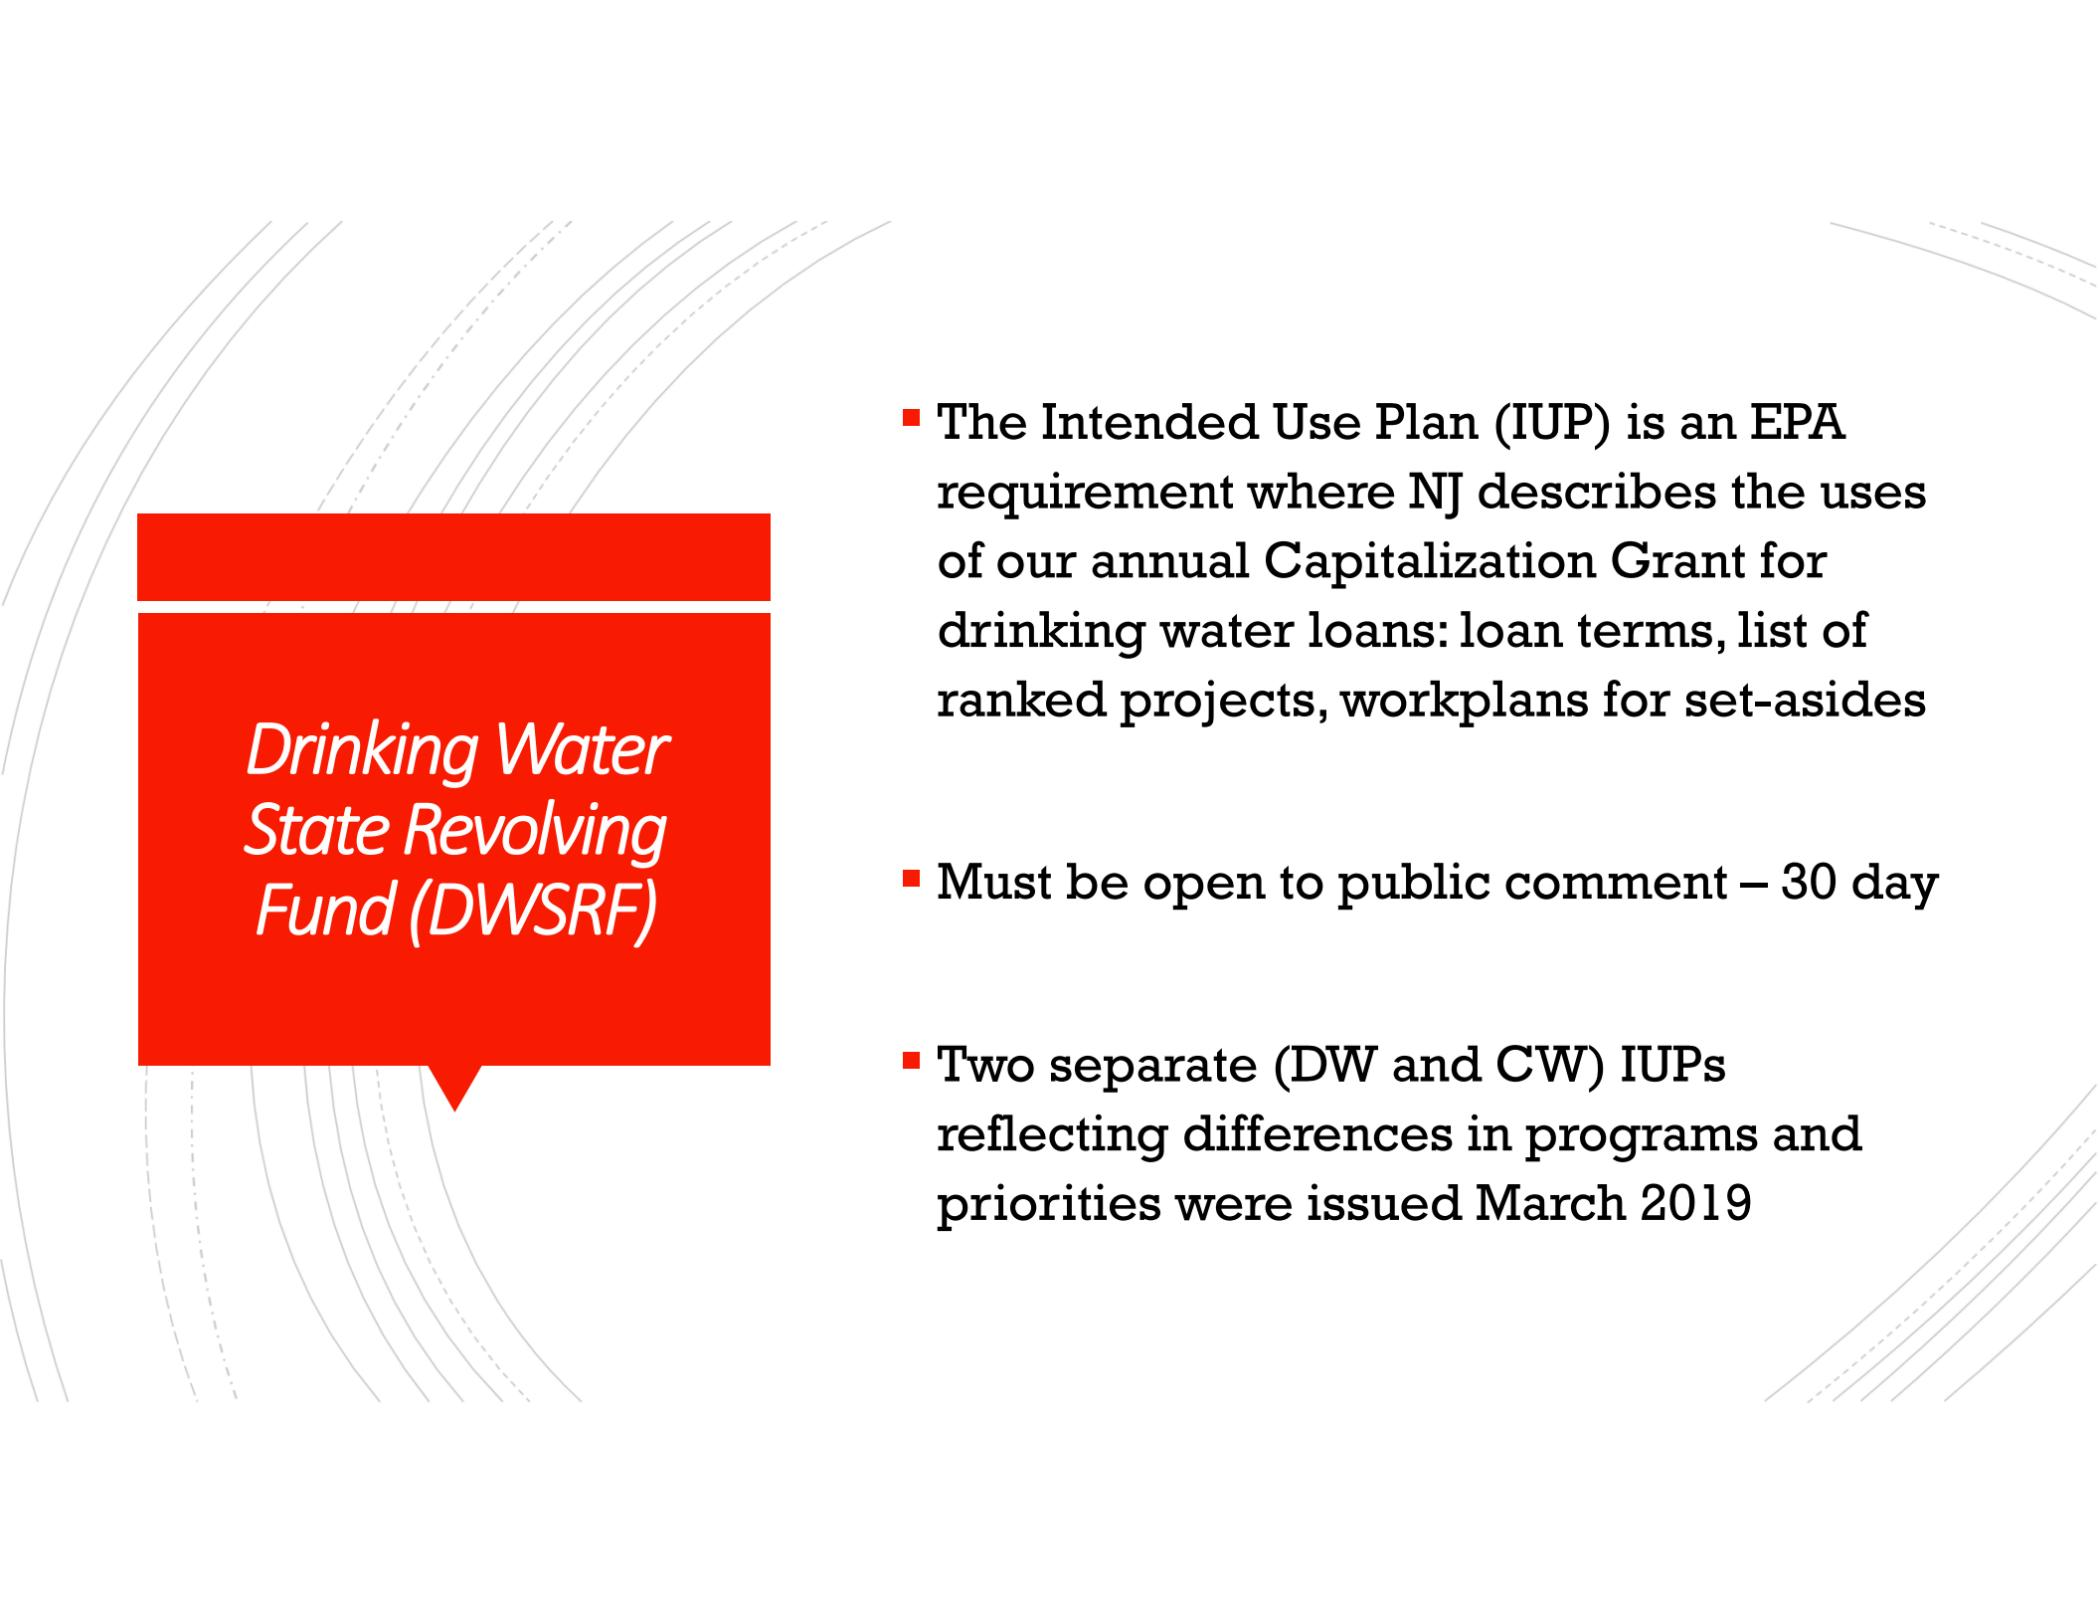 Drinking Water
State Revolving
Fund (DWSRF)
▪ The Intended Use Plan (IUP) is an EPA
requirement where NJ describes the uses
of our annual Capitalization Grant for
drinking water loans: loan terms, list of
ranked projects, workplans for set-asides
▪ Must be open to public comment – 30 day
▪ Two separate (DW and CW) IUPs
reflecting differences in programs and
priorities were issued March 2019